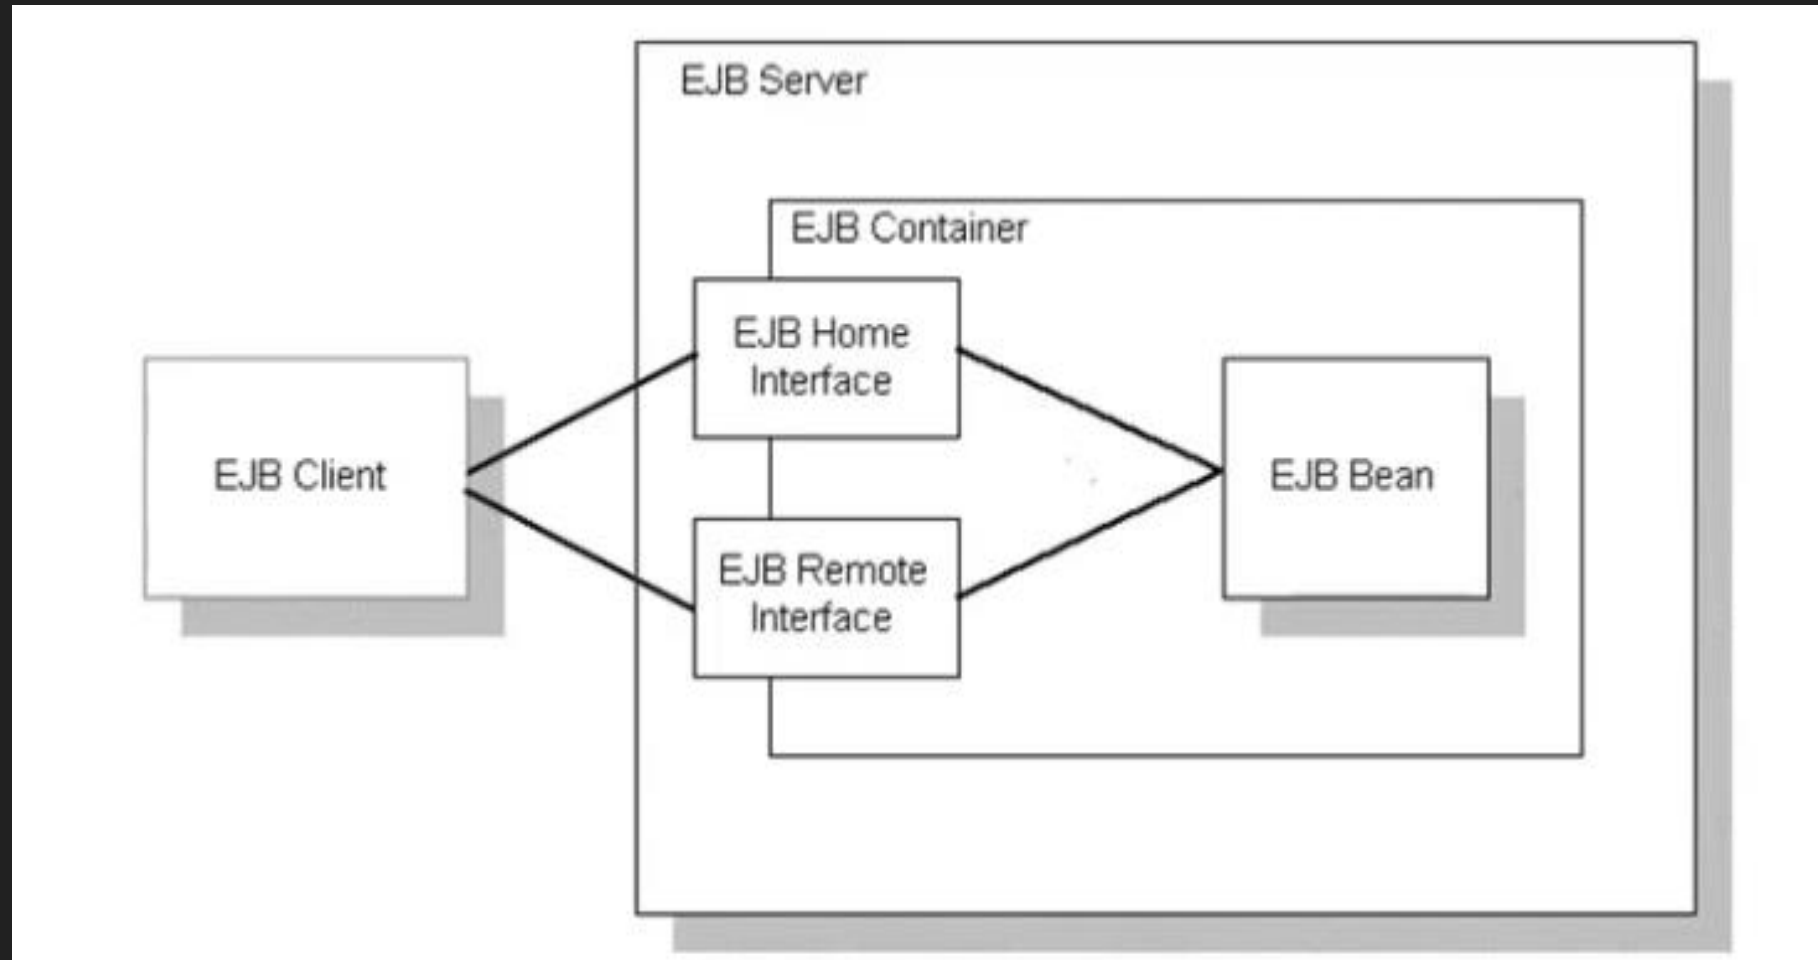 EJB Server
EJB Container
EJB Home
Interface
EJB Client
EJB Bean
EJB Remote
Interface